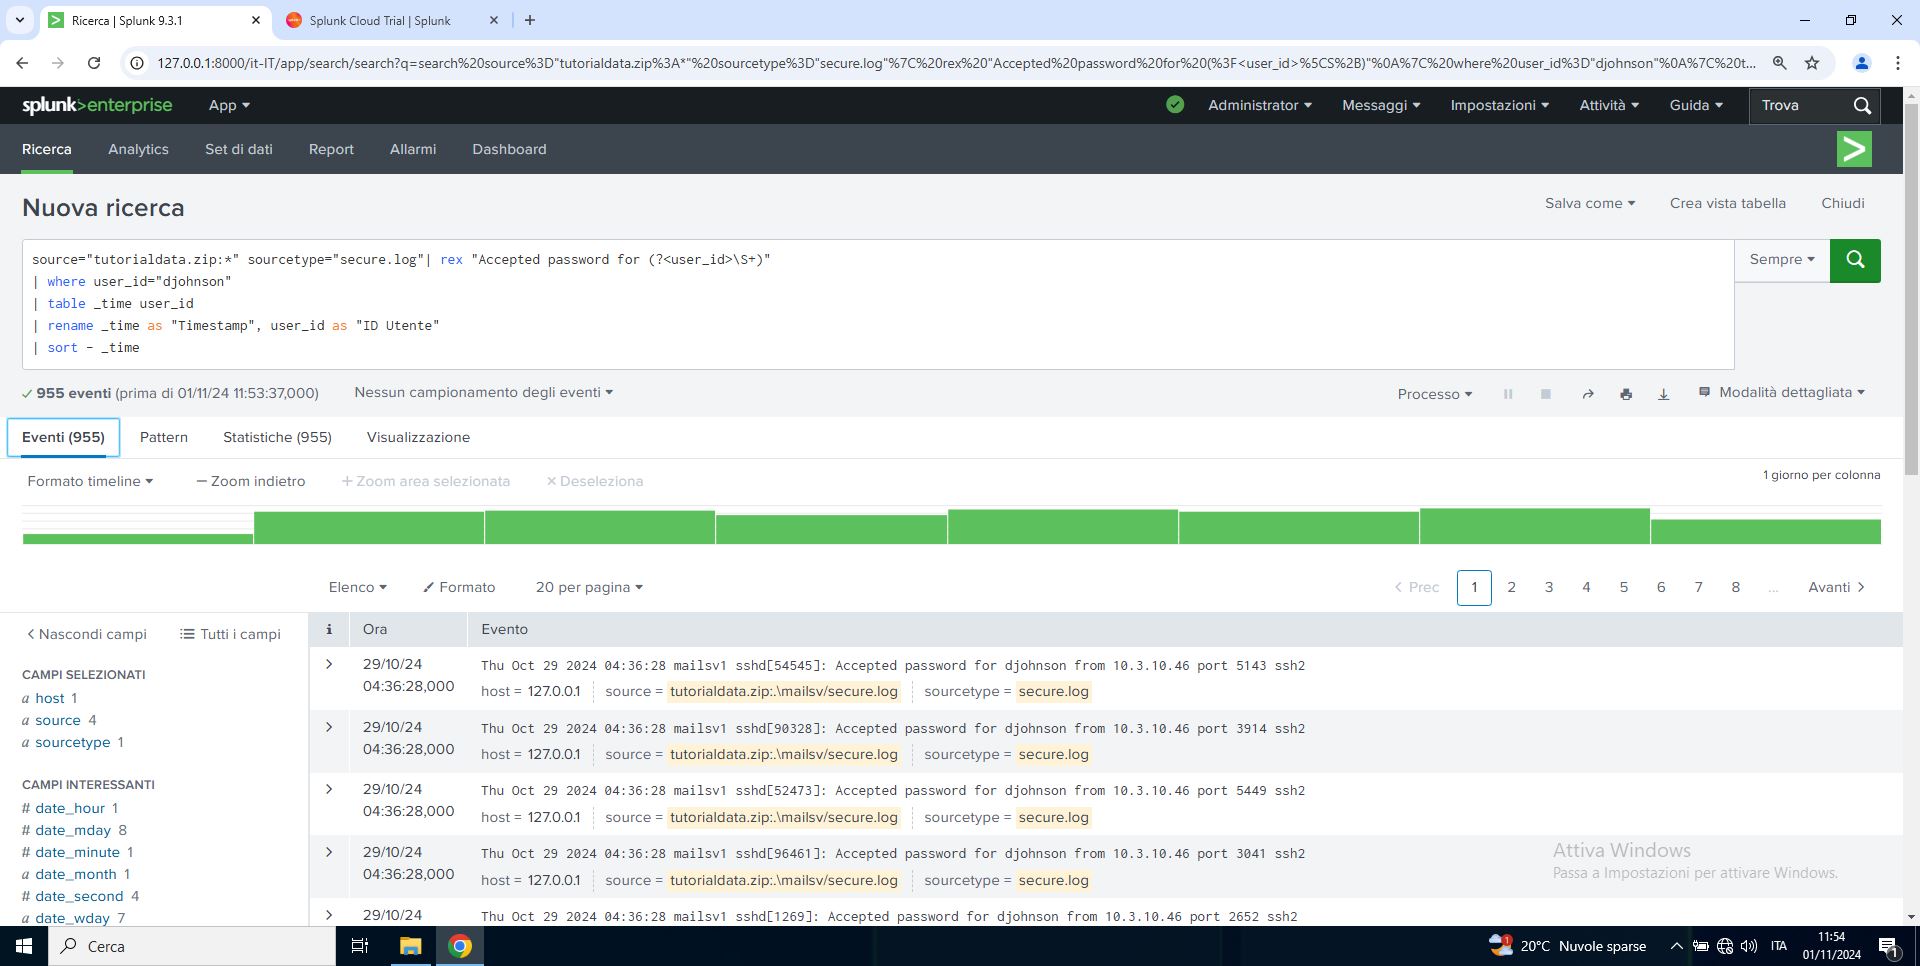 Ricerca | Splunk 9.3.1
Splunk Cloud Trial | Splunk
127.0.0.1:8000/it-IT/app/search/search?q=search%20source%3D"tutorialdata.zip%3A*"%20sourcetype%3D"secure.log"%7C%20rex%20"Accepted%20password%20for%20(%3F<user_id>%5CS%2B)"%0A%7C%20where%20user_id%3D"djohnson"%0A%7C%20t...
splunk>enterprise
App
Administrator
Messaggi
Impostazioni
Attività
Guida
Trova
Ricerca
Analytics
Set di dati
Report
Allarmi
Dashboard
Nuova ricerca
Salva come
Crea vista tabella
Chiudi
source="tutorialdata.zip:*" sourcetype="secure.log"| rex "Accepted password for (?<user_id>\S+)"
| where user_id="djohnson"
| table _time user_id
| rename _time as "Timestamp", user_id as "ID Utente"
| sort - _time
Sempre
955 eventi (prima di 01/11/24 11:53:37,000)
Nessun campionamento degli eventi
Processo
Modalità dettagliata
Eventi (955)
Pattern
Statistiche (955)
Visualizzazione
Formato timeline
— Zoom indietro
+ Zoom area selezionata
× Deseleziona
1 giorno per colonna
Elenco
Formato
20 per pagina
< Prec
1
2
3
4
5
6
7
8
...
Avanti >
< Nascondi campi
Tutti i campi
i
Ora
Evento
CAMPI SELEZIONATI
a host 1
a source 4
a sourcetype 1
CAMPI INTERESSANTI
# date_hour 1
# date_mday 8
# date_minute 1
a date_month 1
# date_second 4
a date_wday 7
29/10/24
04:36:28,000
Thu Oct 29 2024 04:36:28 mailsv1 sshd[54545]: Accepted password for djohnson from 10.3.10.46 port 5143 ssh2
host = 127.0.0.1 source = tutorialdata.zip:.\mailsv/secure.log sourcetype = secure.log
29/10/24
04:36:28,000
Thu Oct 29 2024 04:36:28 mailsv1 sshd[90328]: Accepted password for djohnson from 10.3.10.46 port 3914 ssh2
host = 127.0.0.1 source = tutorialdata.zip:.\mailsv/secure.log sourcetype = secure.log
29/10/24
04:36:28,000
Thu Oct 29 2024 04:36:28 mailsv1 sshd[52473]: Accepted password for djohnson from 10.3.10.46 port 5449 ssh2
host = 127.0.0.1 source = tutorialdata.zip:.\mailsv/secure.log sourcetype = secure.log
29/10/24
04:36:28,000
Thu Oct 29 2024 04:36:28 mailsv1 sshd[96461]: Accepted password for djohnson from 10.3.10.46 port 3041 ssh2
host = 127.0.0.1 source = tutorialdata.zip:.\mailsv/secure.log sourcetype = secure.log
29/10/24
Thu Oct 29 2024 04:36:28 mailsv1 sshd[1269]: Accepted password for djohnson from 10.3.10.46 port 2652 ssh2
Attiva Windows
Passa a Impostazioni per attivare Windows.
Cerca
1
20°C Nuvole sparse
ITA
11:54
01/11/2024
1